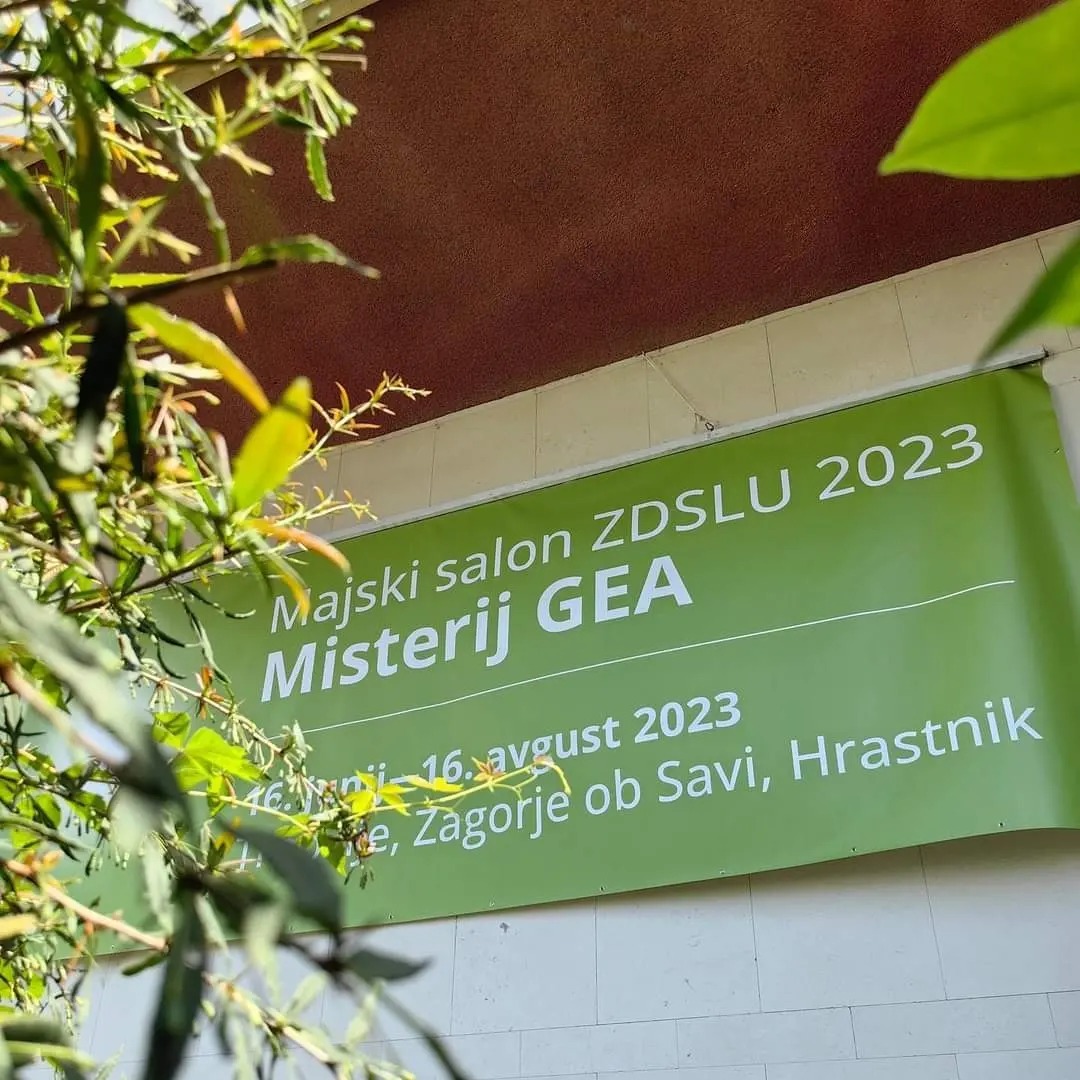 Majski salon ZDSLU 2023
Misterij GEA
16. junij – 16. avgust 2023
Zagorje ob Savi, Hrastnik